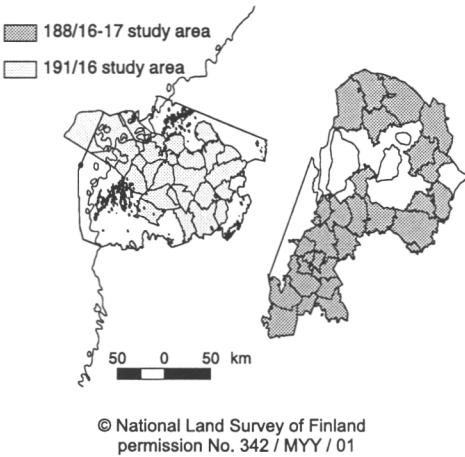 188/16-17 study area
191/16 study area
50 0 50 km
© National Land Survey of Finland
permission No. 342 / MYY / 01